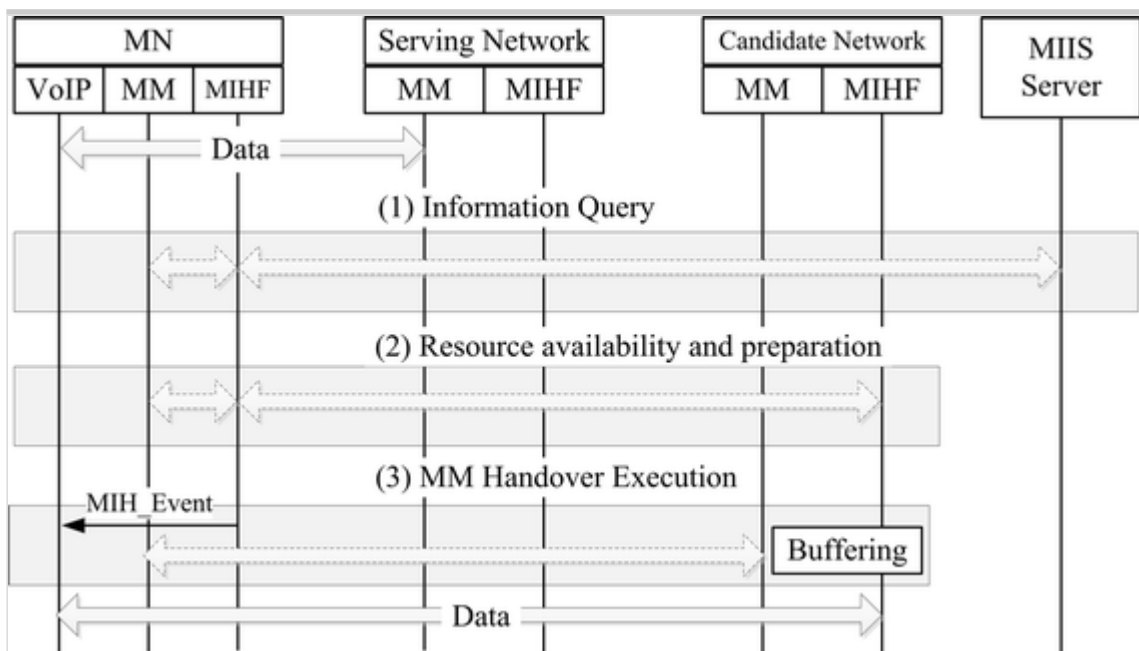 MN
Serving Network
Candidate Network
MIIS
Server
VoIP
MM
MIHF
MM
MIHF
MM
MIHF
Data
(1) Information Query
(2) Resource availability and preparation
(3) MM Handover Execution
MIH_Event
Buffering
Data